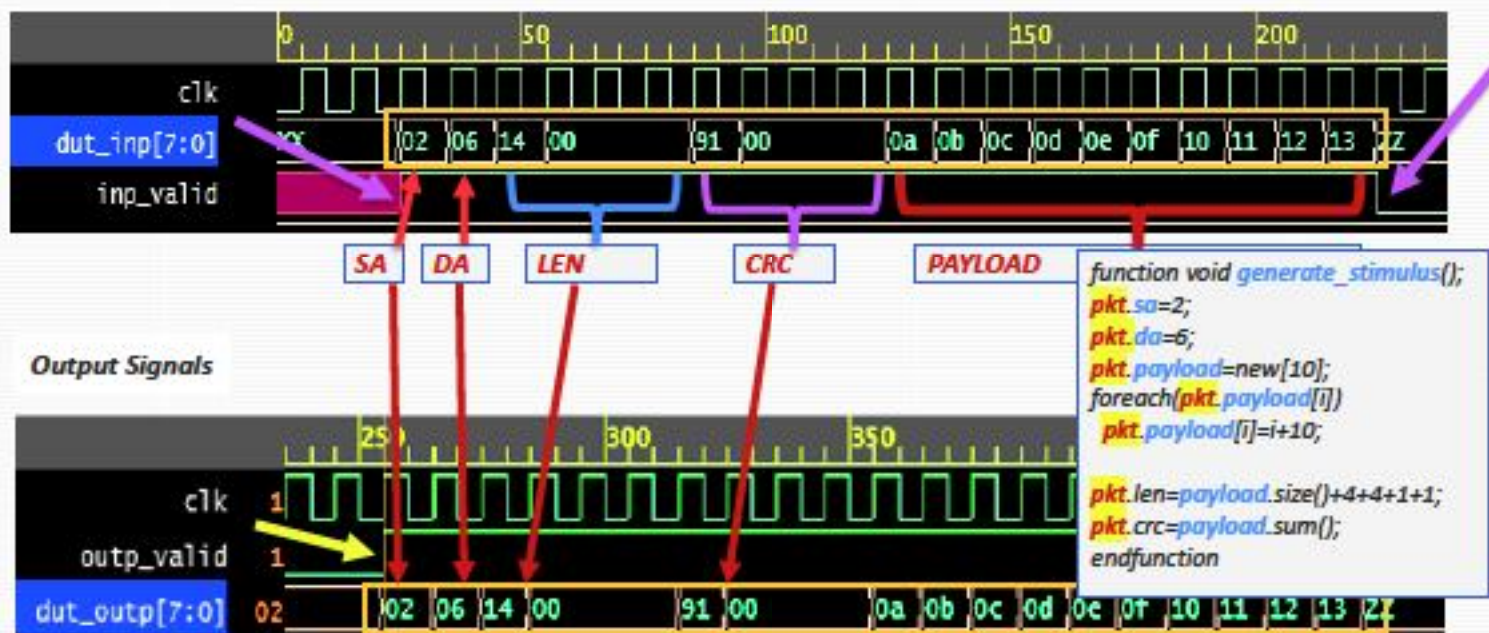 0 50 100 150 200
clk
dut_inp[7:0] XX 02 06 14 00 91 00 0a 0b 0c 0d 0e 0f 10 11 12 13 ZZ
inp_valid
SA DA LEN CRC PAYLOAD
function void generate_stimulus();
pkt.sa=2;
pkt.da=6;
pkt.payload=new[10];
foreach(pkt.payload[i])
pkt.payload[i]=i+10;
pkt.len=payload.size()+4+4+1+1;
pkt.crc=payload.sum();
endfunction
Output Signals
250 300 350
clk 1
outp_valid 1
dut_outp[7:0] 02 02 06 14 00 91 00 0a 0b 0c 0d 0e 0f 10 11 12 13 ZZ